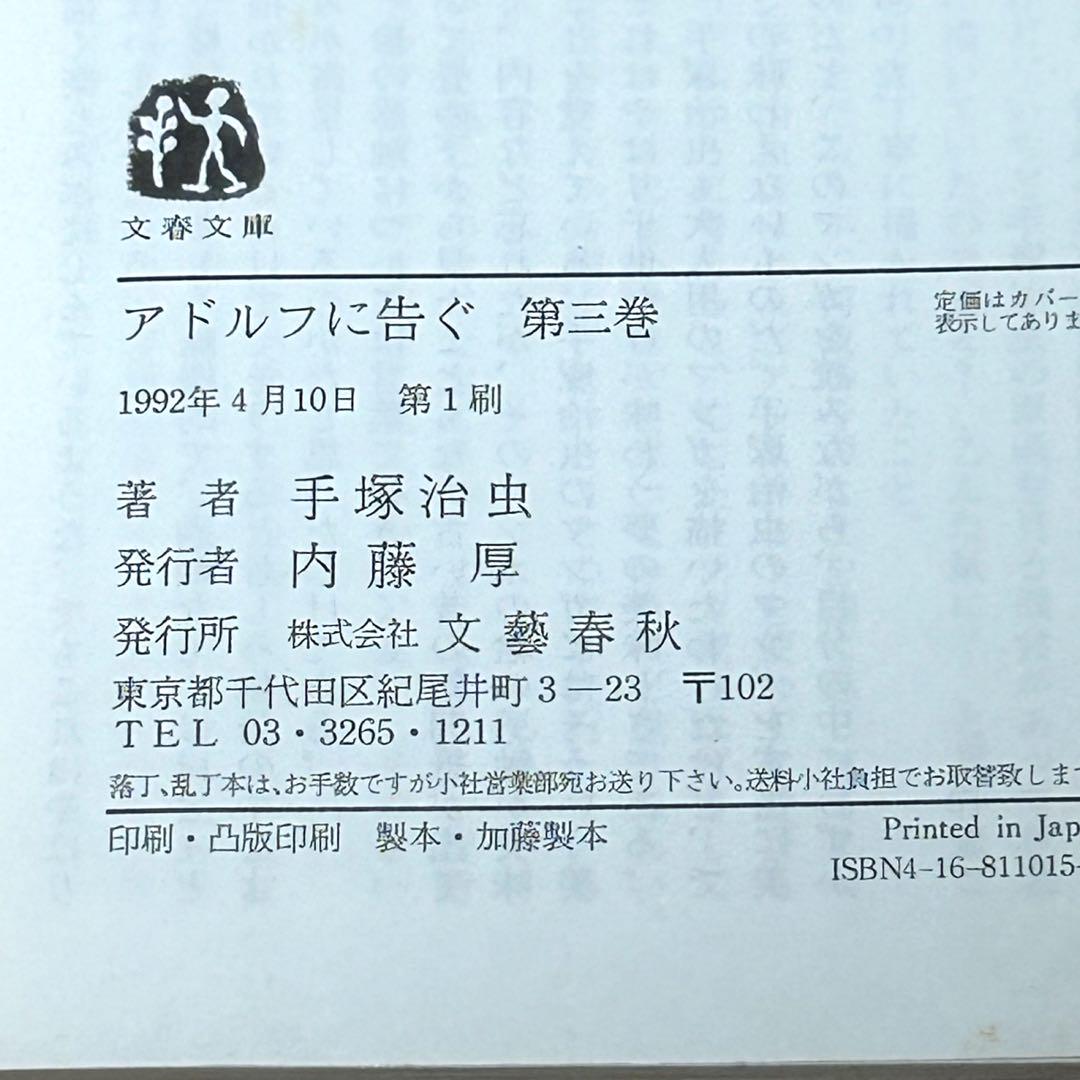 文春文庫
アドルフに告ぐ 第三巻
定価はカバー
表示してありま
1992年4月10日 第1刷
著 者 手塚治虫
発行者 内藤 厚
発行所 株式会社 文藝春秋
東京都千代田区紀尾井町3―23 〒102
TEL 03・3265・1211
落丁、乱丁本は、お手数ですが小社営業部宛お送り下さい。送料小社負担でお取替致しま
印刷・凸版印刷 製本・加藤製本
Printed in Jap
ISBN4-16-811015-